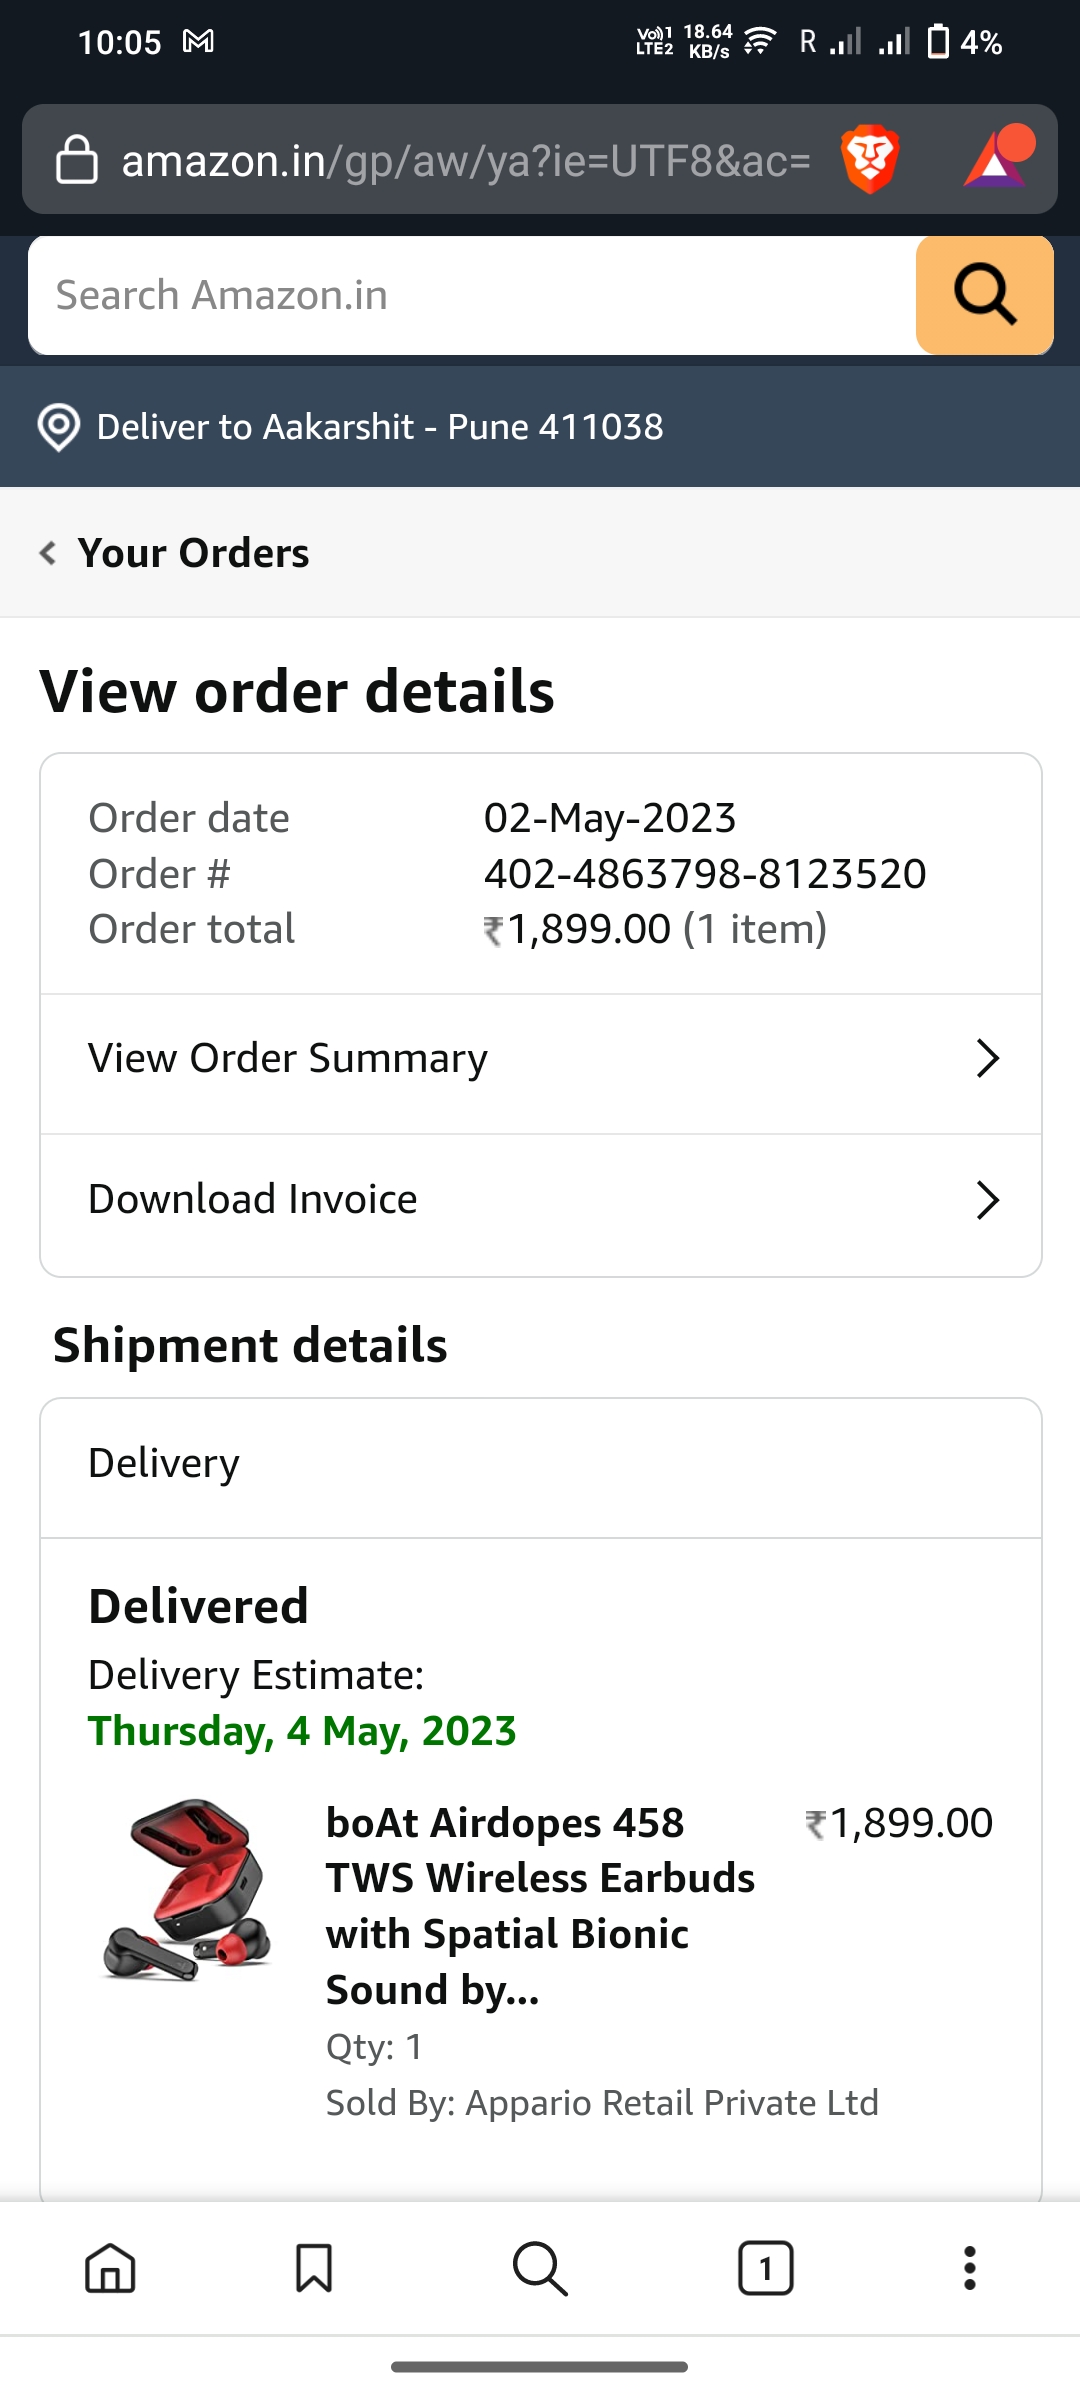 10:05
Vo)) 1 LTE2 18.64 KB/s R 4%
amazon.in/gp/aw/ya?ie=UTF8&ac=
Search Amazon.in
Deliver to Aakarshit - Pune 411038
Your Orders
View order details
Order date 02-May-2023
Order # 402-4863798-8123520
Order total ₹1,899.00 (1 item)
View Order Summary
Download Invoice
Shipment details
Delivery
Delivered
Delivery Estimate:
Thursday, 4 May, 2023
boAt Airdopes 458 ₹1,899.00
TWS Wireless Earbuds
with Spatial Bionic
Sound by...
Qty: 1
Sold By: Appario Retail Private Ltd
1